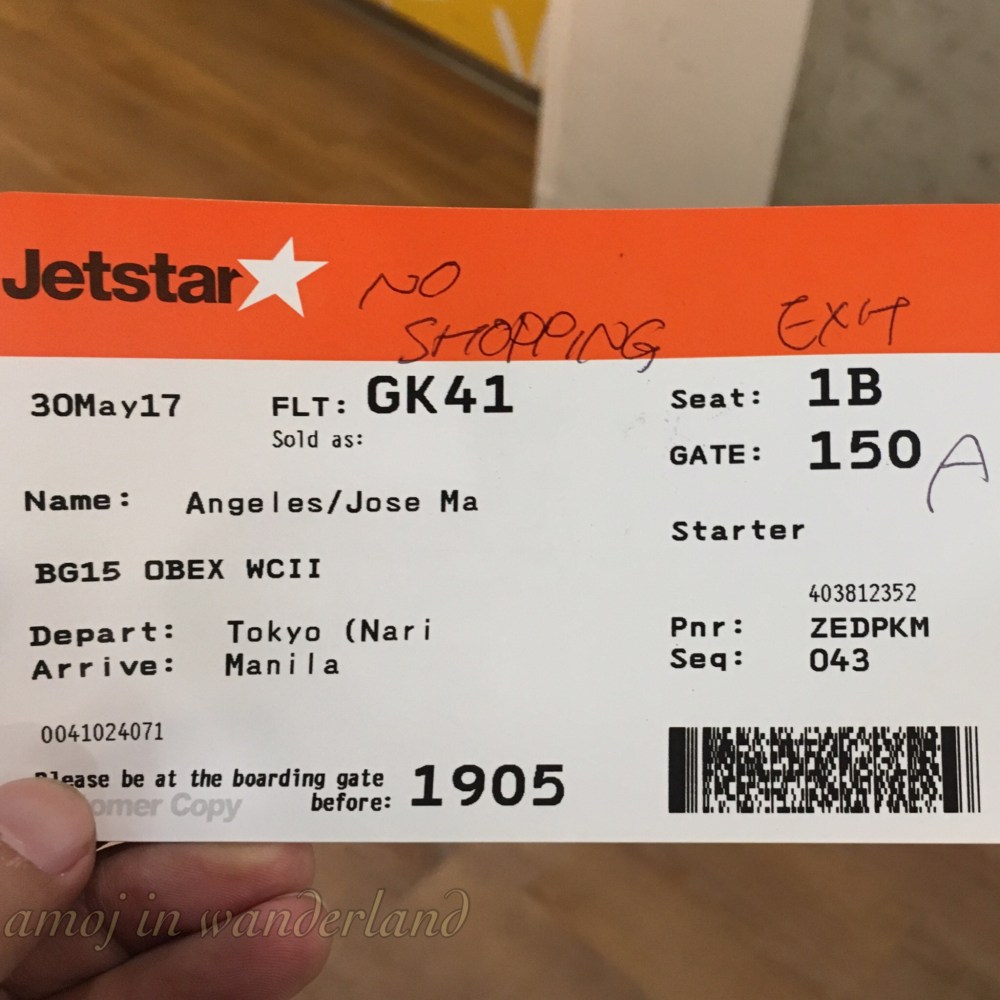 Jetstar
NO
SHOPPING
EXIT
30May17 FLT: GK41 Seat: 1B
Sold as:
GATE: 150 A
Name: Angeles/Jose Ma
Starter
BG15 OBEX WCII
403812352
Depart: Tokyo (Nari Pnr: ZEDPKM
Arrive: Manila Seq: 043
0041024071
Please be at the boarding gate
before: 1905
Copy
amoj in wanderland